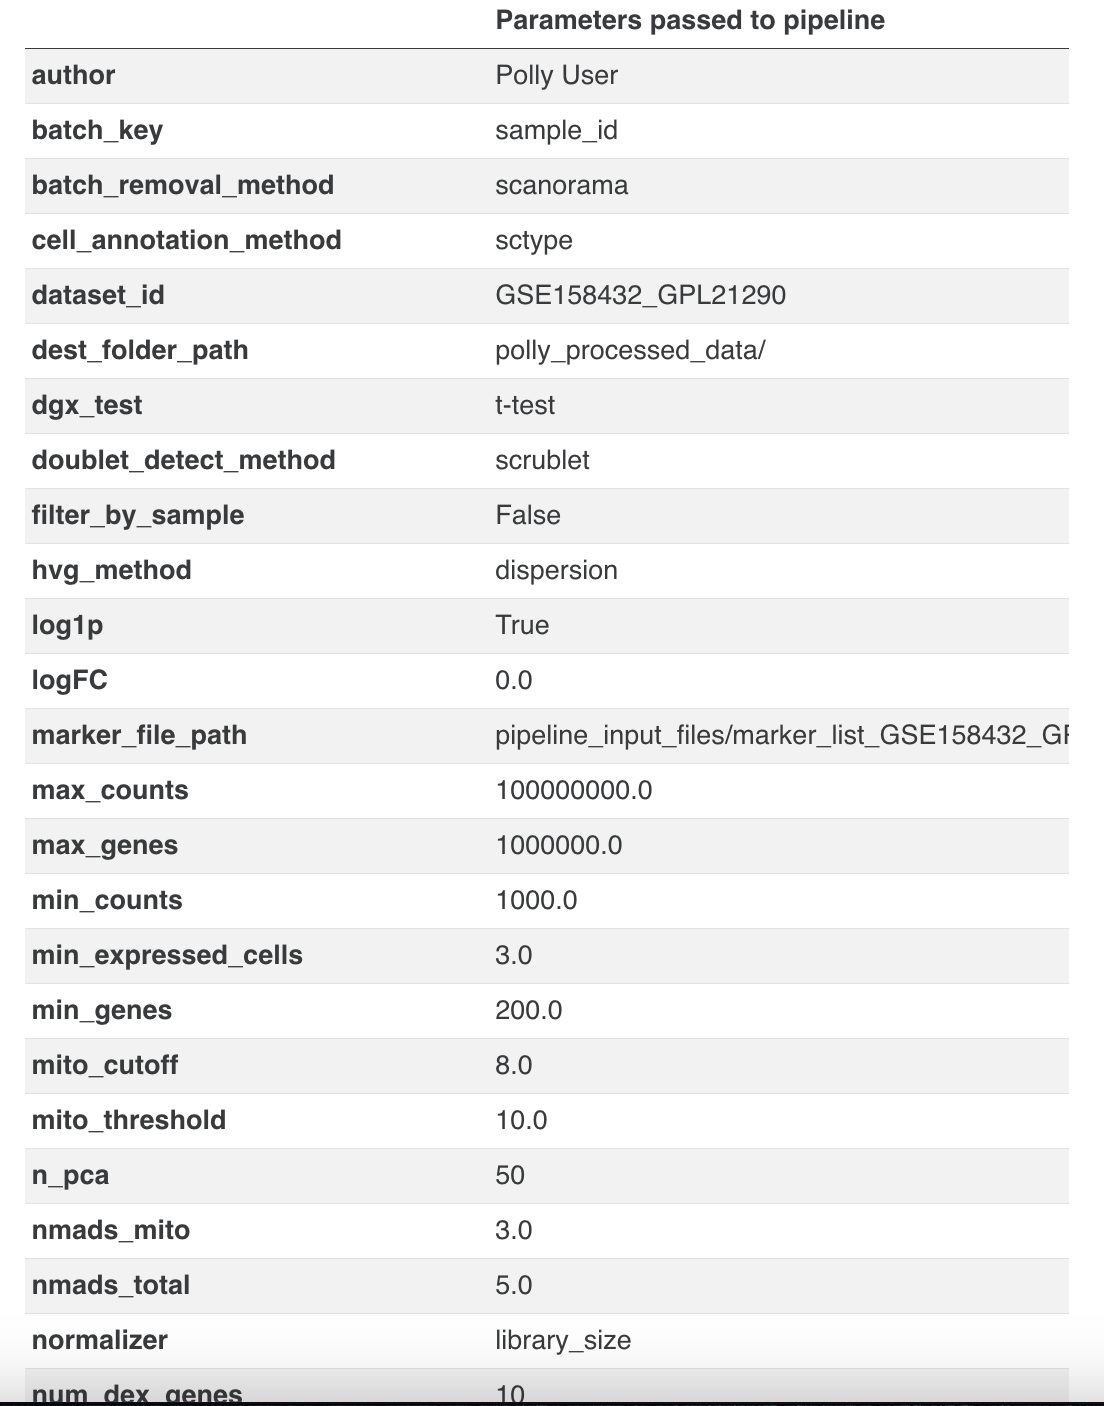 Parameters passed to pipeline
author Polly User
batch_key sample_id
batch_removal_method scanorama
cell_annotation_method sctype
dataset_id GSE158432_GPL21290
dest_folder_path polly_processed_data/
dgx_test t-test
doublet_detect_method scrublet
filter_by_sample False
hvg_method dispersion
log1p True
logFC 0.0
marker_file_path pipeline_input_files/marker_list_GSE158432_GP
max_counts 100000000.0
max_genes 1000000.0
min_counts 1000.0
min_expressed_cells 3.0
min_genes 200.0
mito_cutoff 8.0
mito_threshold 10.0
n_pca 50
nmads_mito 3.0
nmads_total 5.0
normalizer library_size
num_dex_genes 10